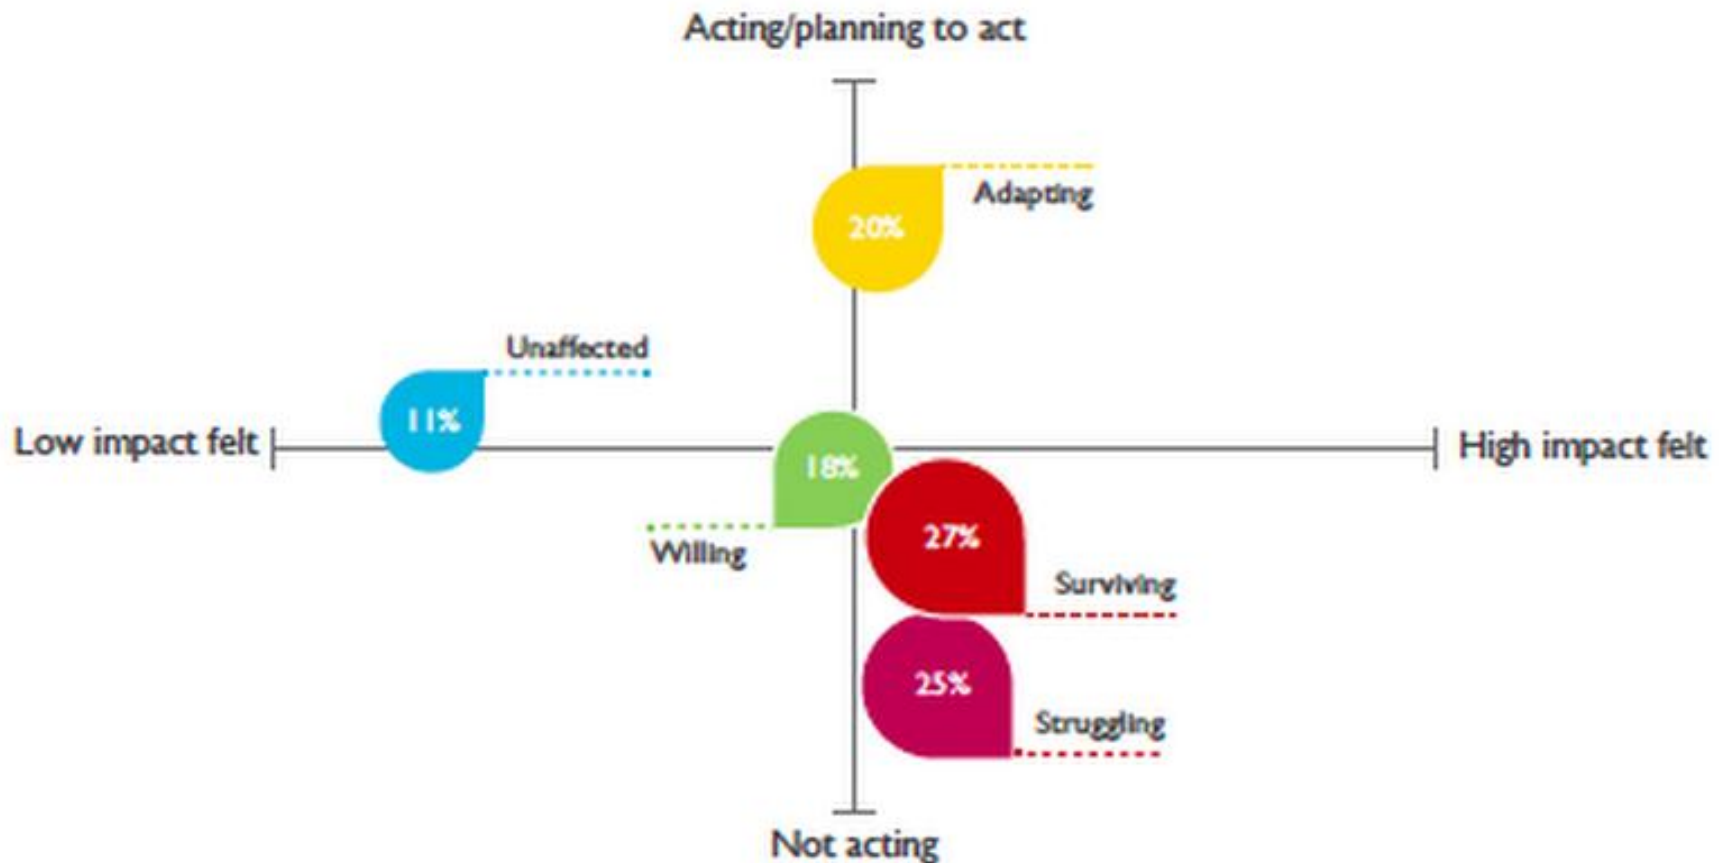 Acting/planning to act
20%
Adapting
Unaffected
11%
Low impact felt
High impact felt
18%
Willing
27%
Surviving
25%
Struggling
Not acting